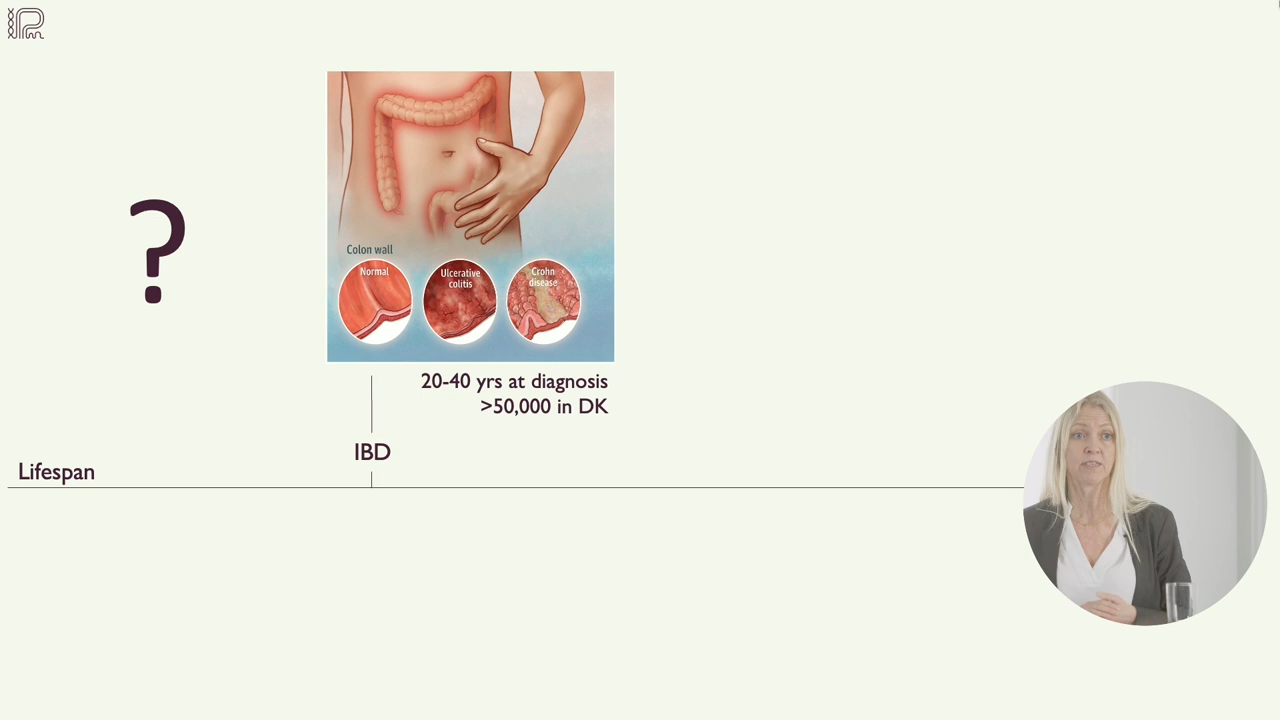 ?
Colon wall
Normal
Ulcerative
colitis
Crohn
disease
20-40 yrs at diagnosis
>50,000 in DK
IBD
Lifespan